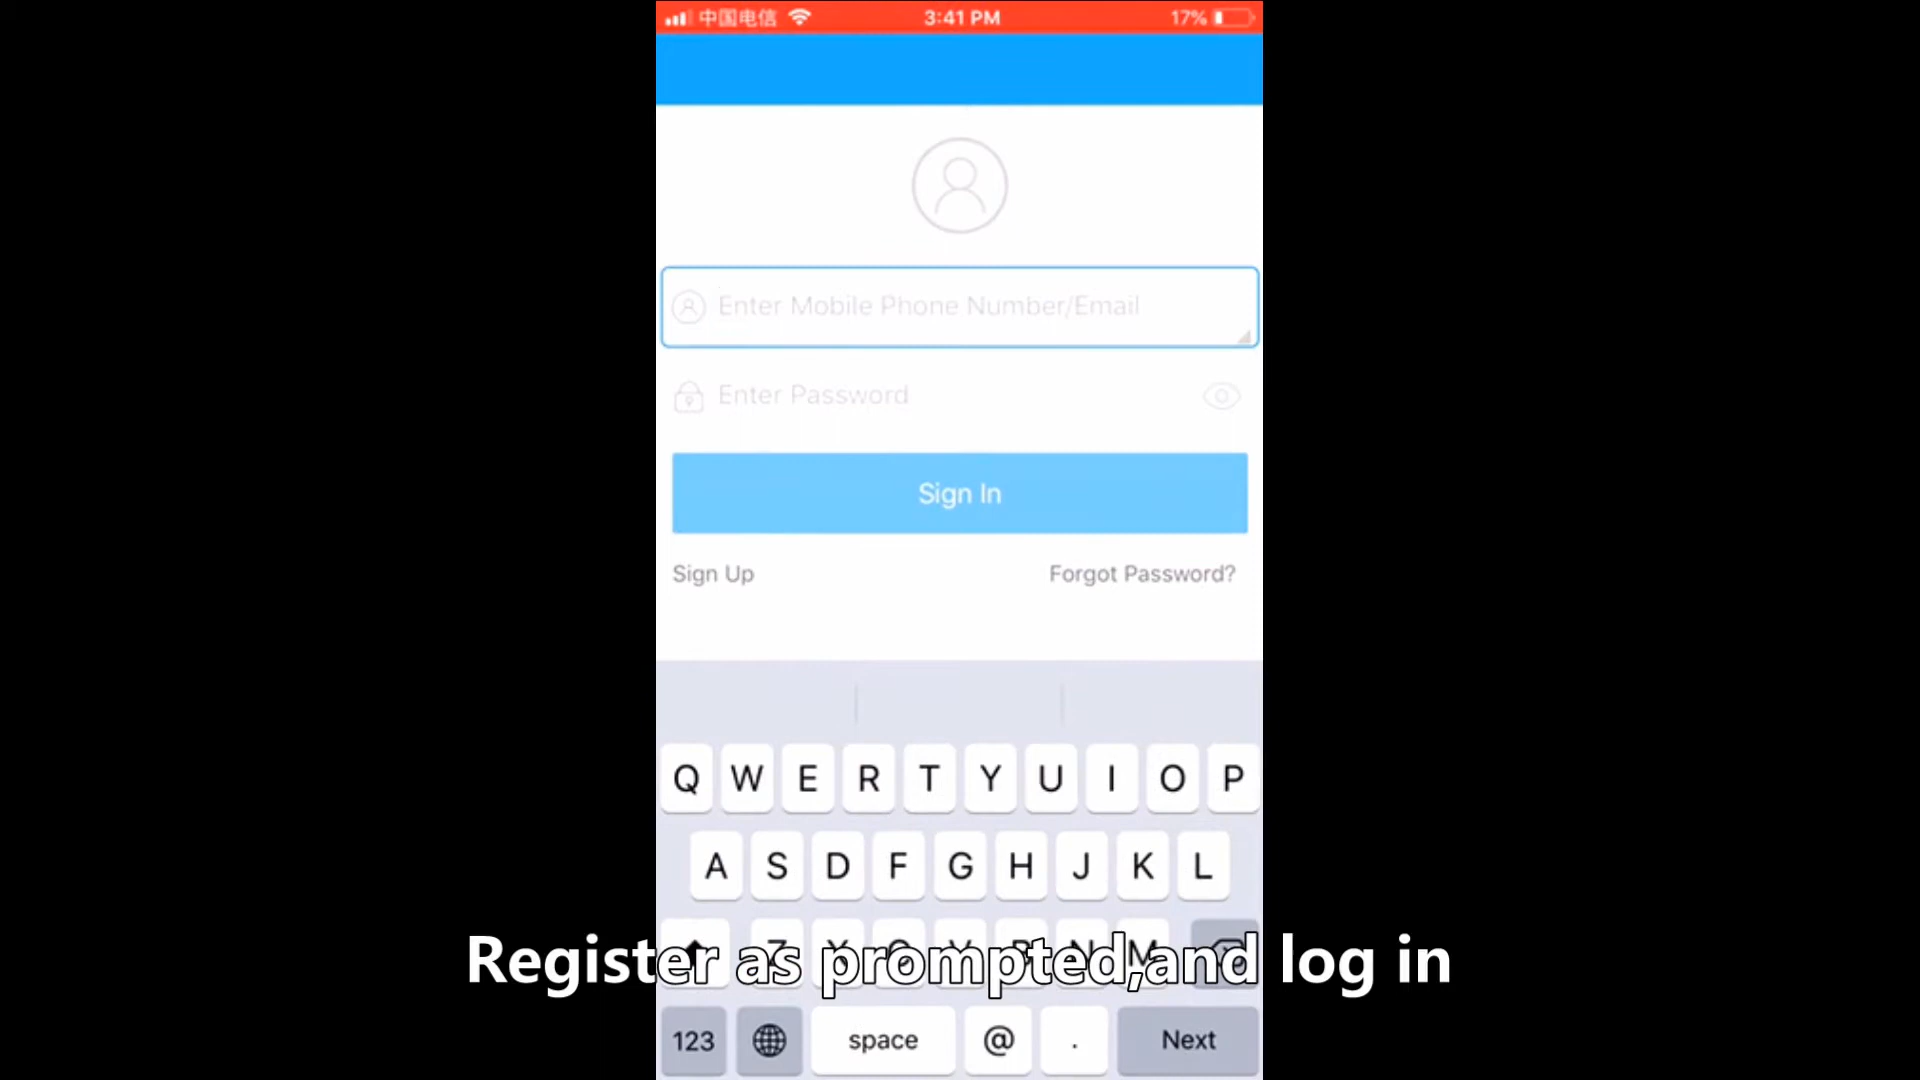 中国电信 3:41 PM 17%
Enter Mobile Phone Number/Email
Enter Password
Sign In
Sign Up Forgot Password?
Q W E R T Y U I O P
A S D F G H J K L
Z X C V B N M
Register as prompted,and log in
123 space @ . Next